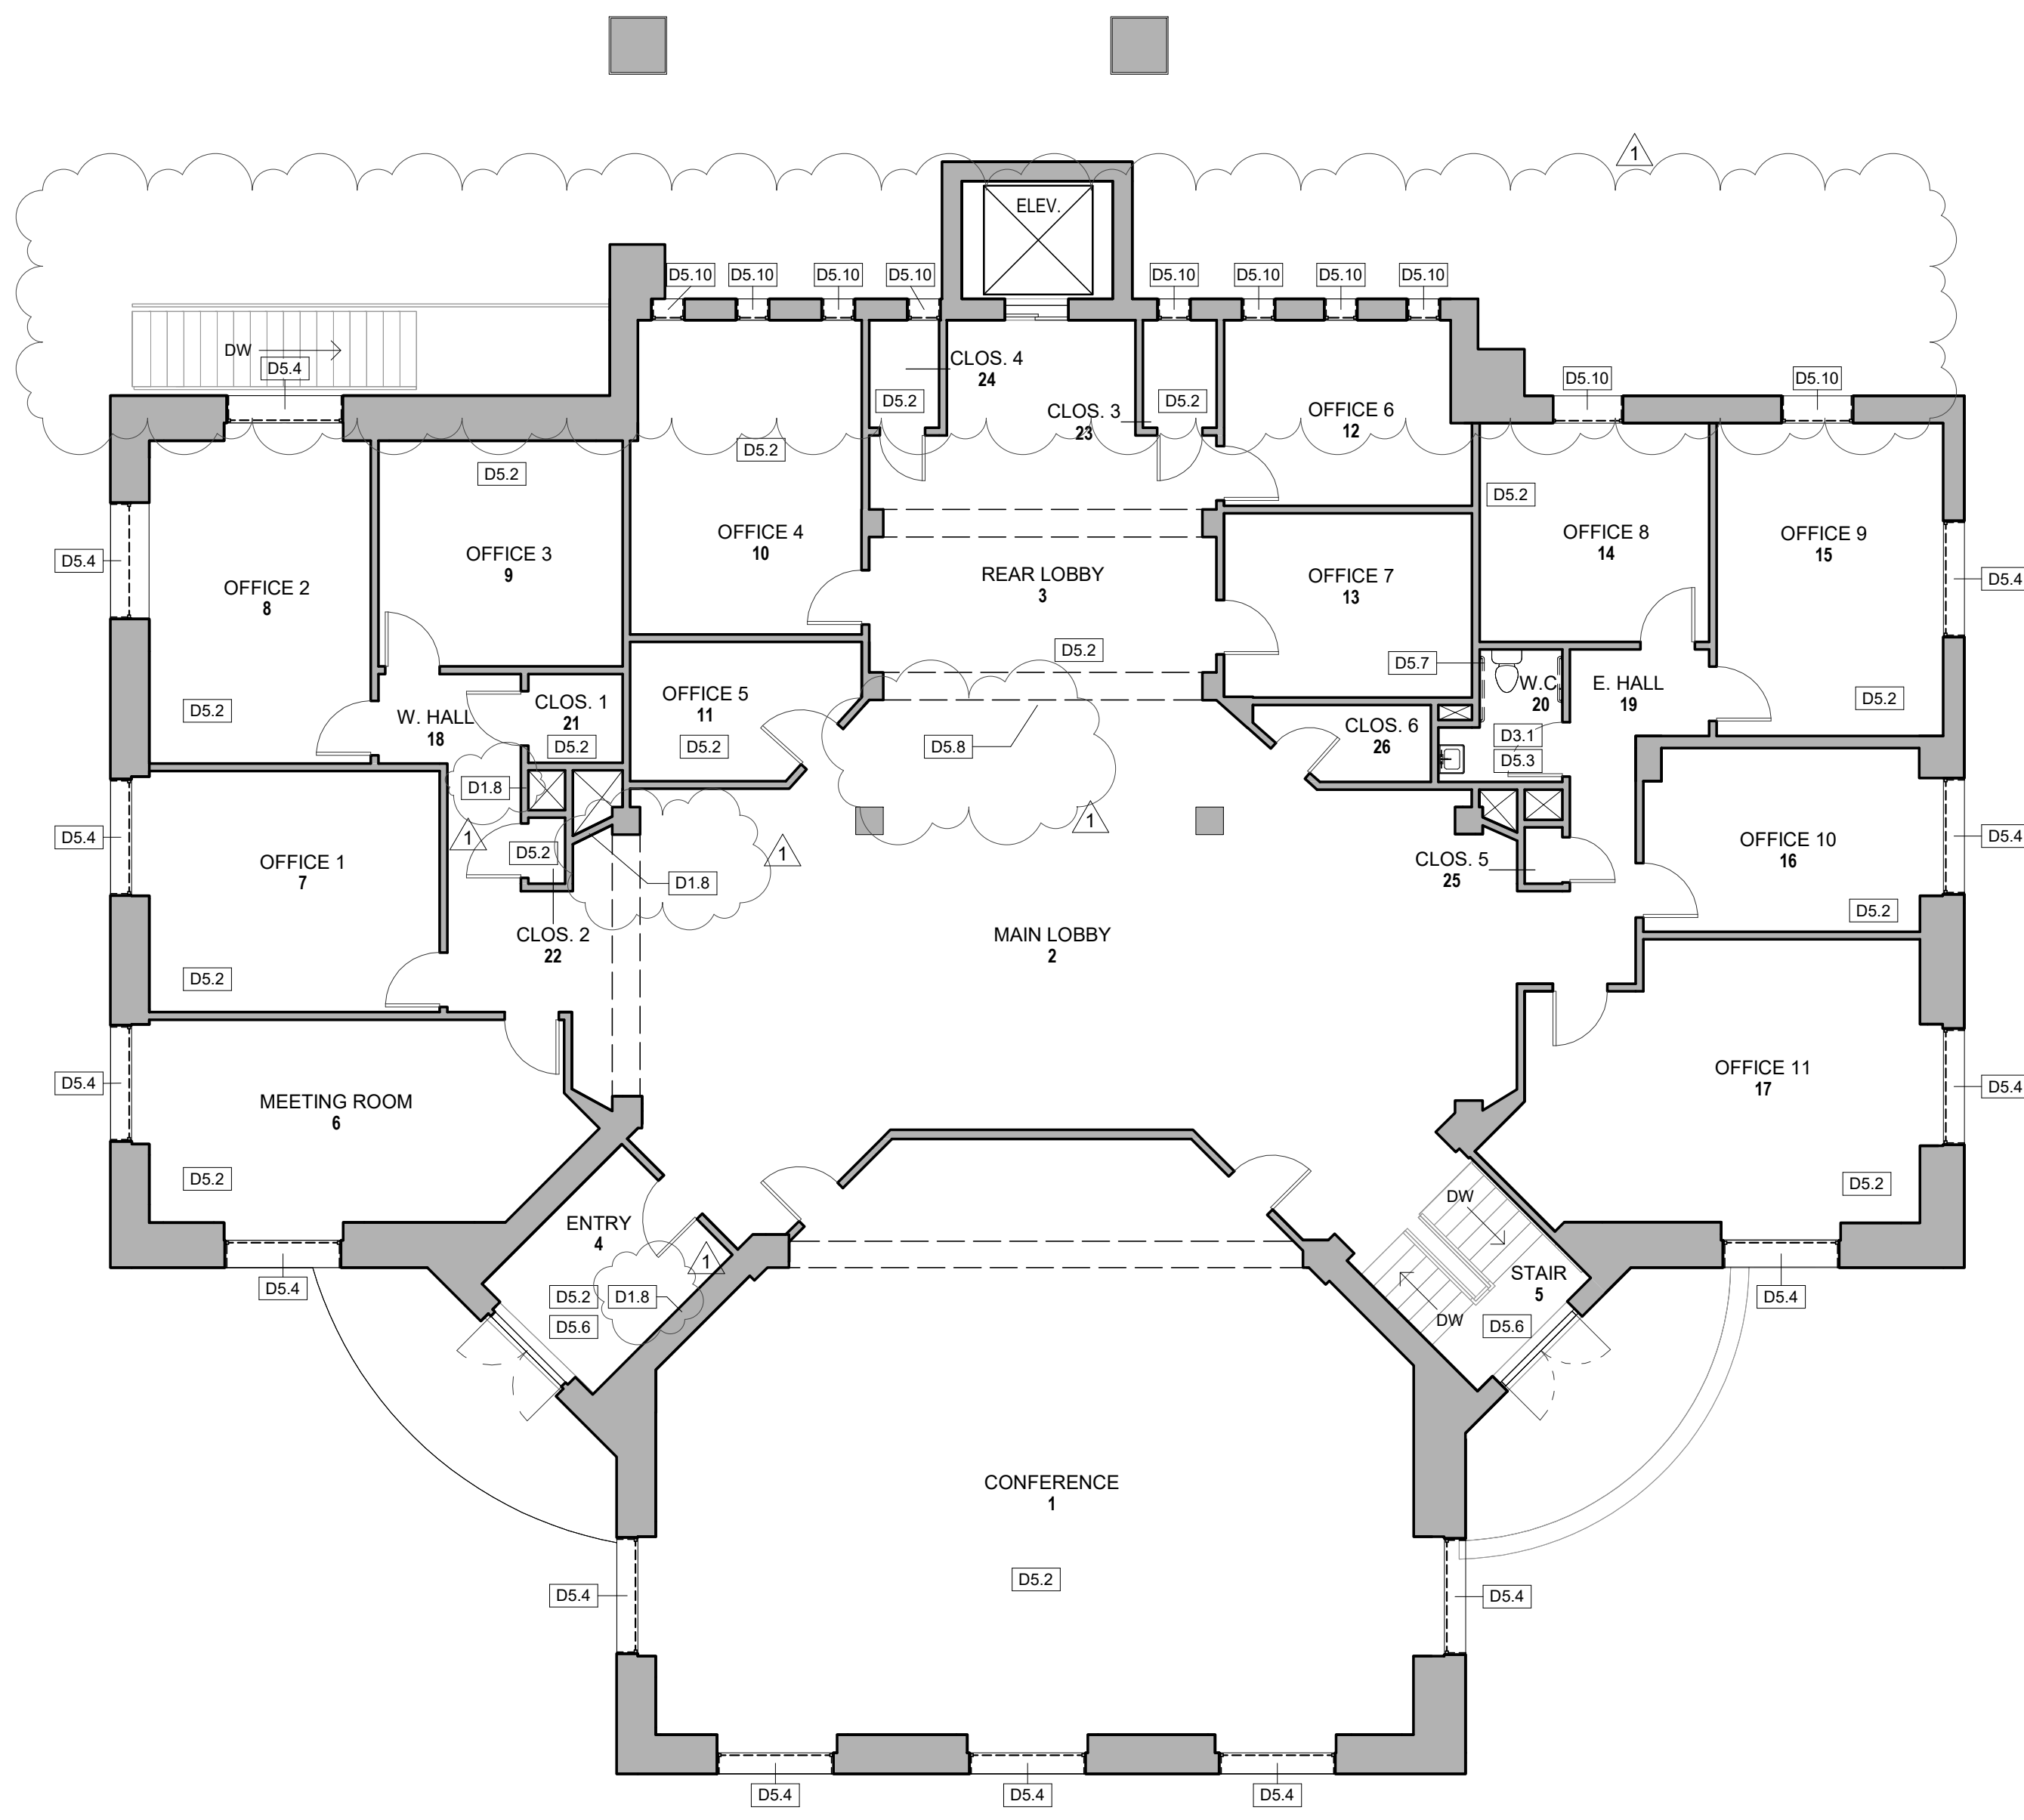 1
ELEV.
D5.10
D5.10
D5.10
D5.10
D5.10
D5.10
D5.10
D5.10
DW
D5.4
CLOS. 4
24
D5.10
D5.10
D5.2
CLOS. 3
23
D5.2
OFFICE 6
12
D5.2
D5.2
D5.2
OFFICE 4
10
OFFICE 8
14
OFFICE 9
15
D5.4
OFFICE 3
9
REAR LOBBY
3
OFFICE 7
13
D5.4
OFFICE 2
8
D5.2
D5.7
OFFICE 5
11
W.C.
20
E. HALL
19
D5.2
D5.2
CLOS. 1
21
W. HALL
18
CLOS. 6
26
D5.2
D5.2
D5.8
D3.1
D5.3
D1.8
1
1
1
D5.4
D5.2
OFFICE 10
16
D5.4
OFFICE 1
7
CLOS. 5
25
D1.8
D5.2
CLOS. 2
22
MAIN LOBBY
2
D5.2
OFFICE 11
17
D5.4
D5.4
MEETING ROOM
6
D5.2
D5.2
DW
ENTRY
4
1
STAIR
5
D5.4
D5.2
D1.8
D5.4
D5.6
DW
D5.6
CONFERENCE
1
D5.2
D5.4
D5.4
D5.4
D5.4
D5.4